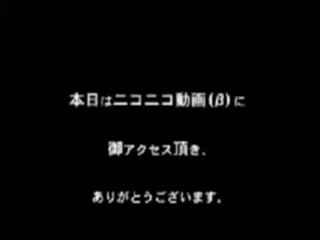 本日はニコニコ動画(β)に
御アクセス頂き、
ありがとうございます。